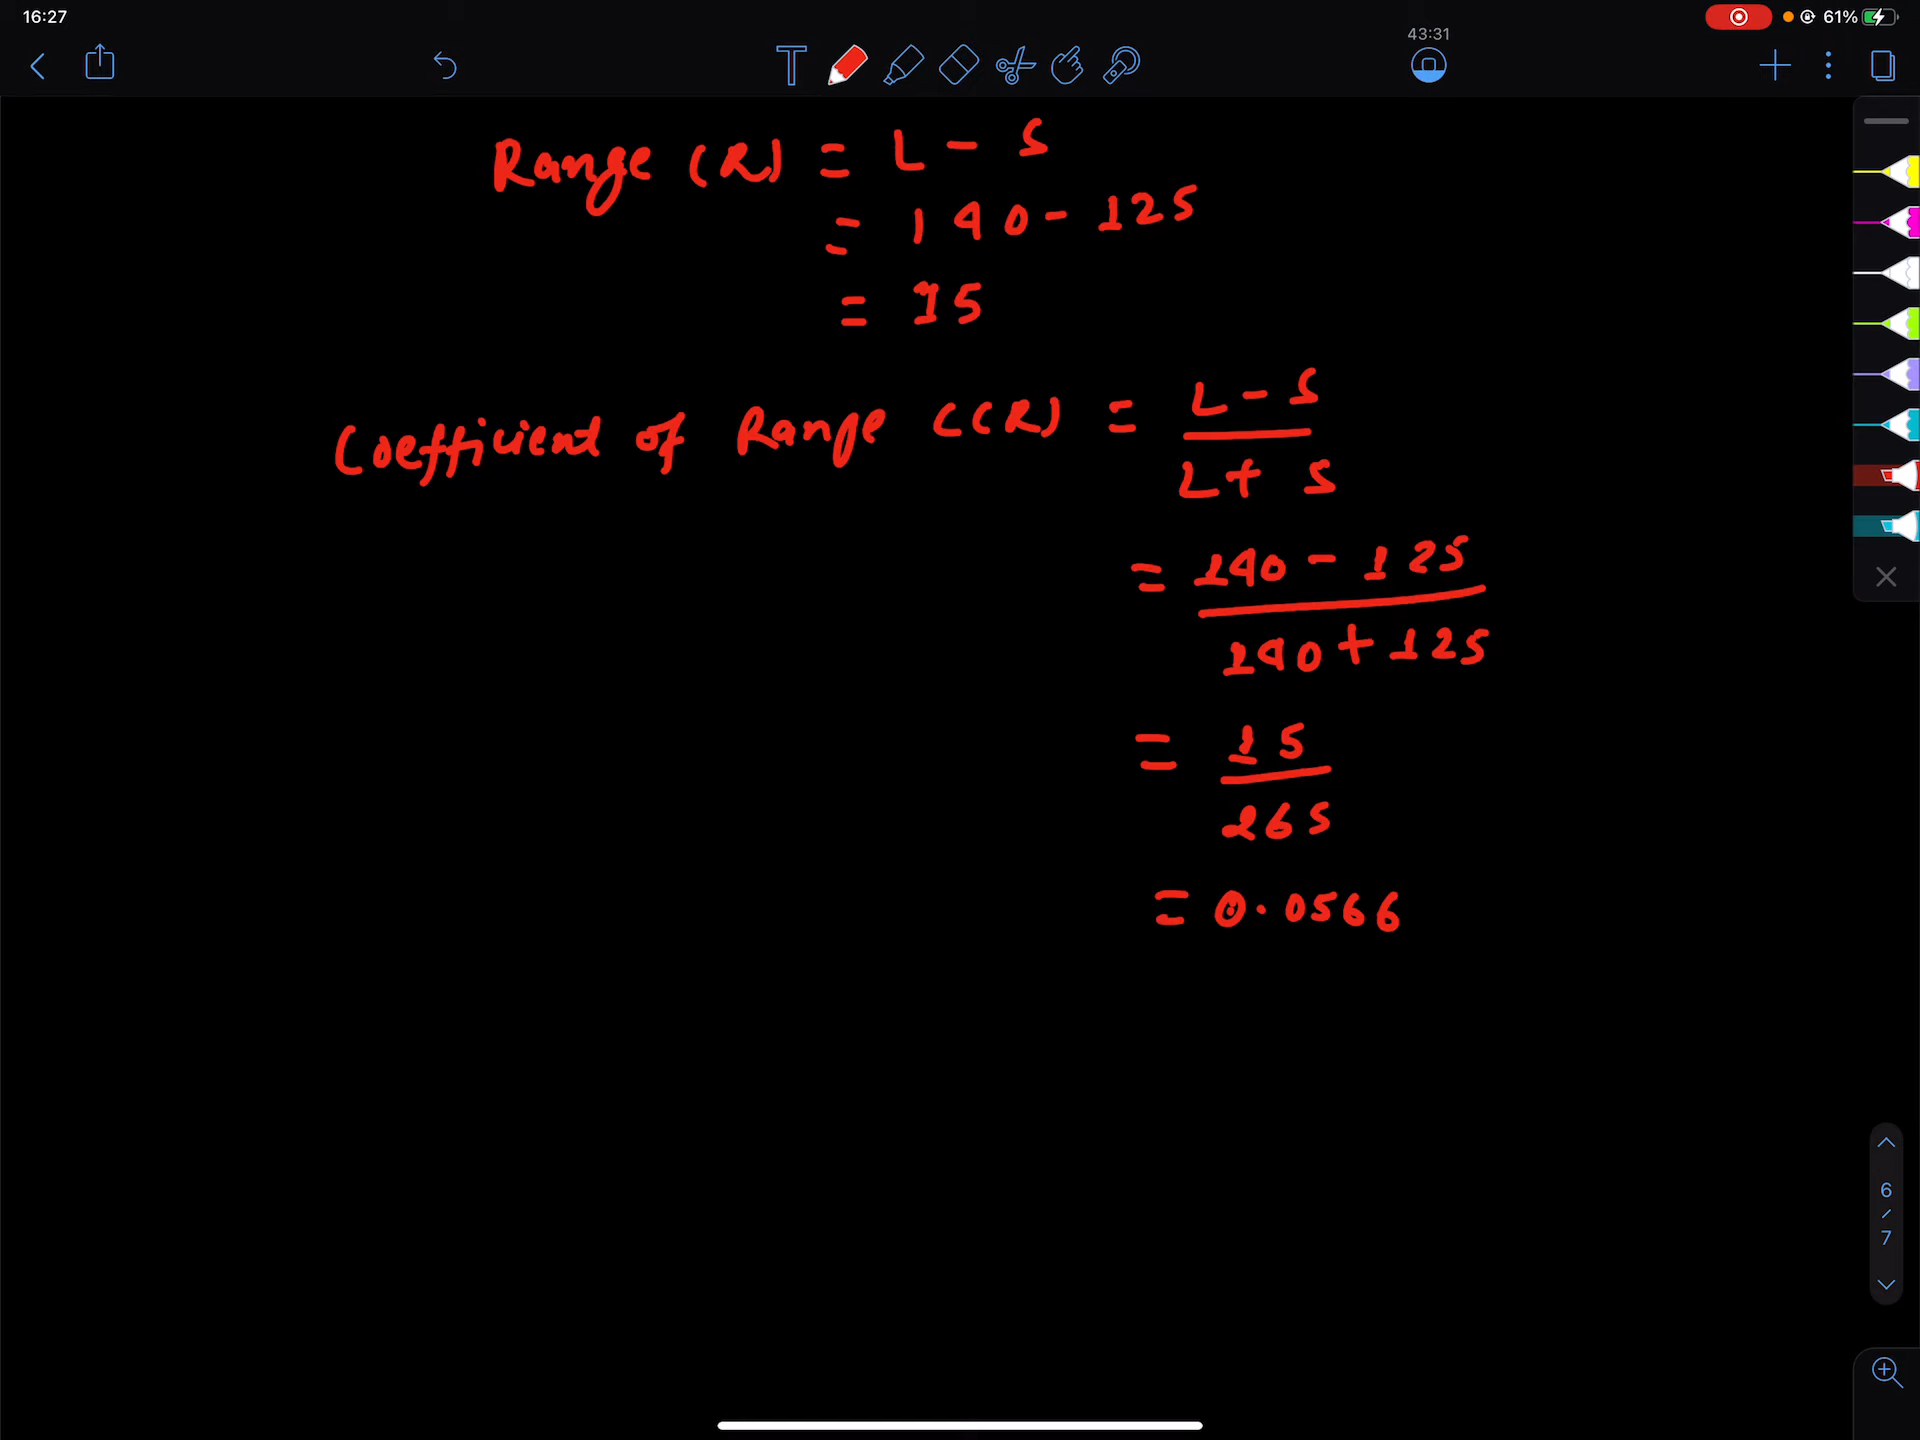 16:27
61%
43:31
Range (R) = L - S
= 140 - 125
= 15
Coefficient of Range C(R) = L - S
L + S
= 140 - 125
140 + 125
= 15
265
= 0.0566
6
/
7